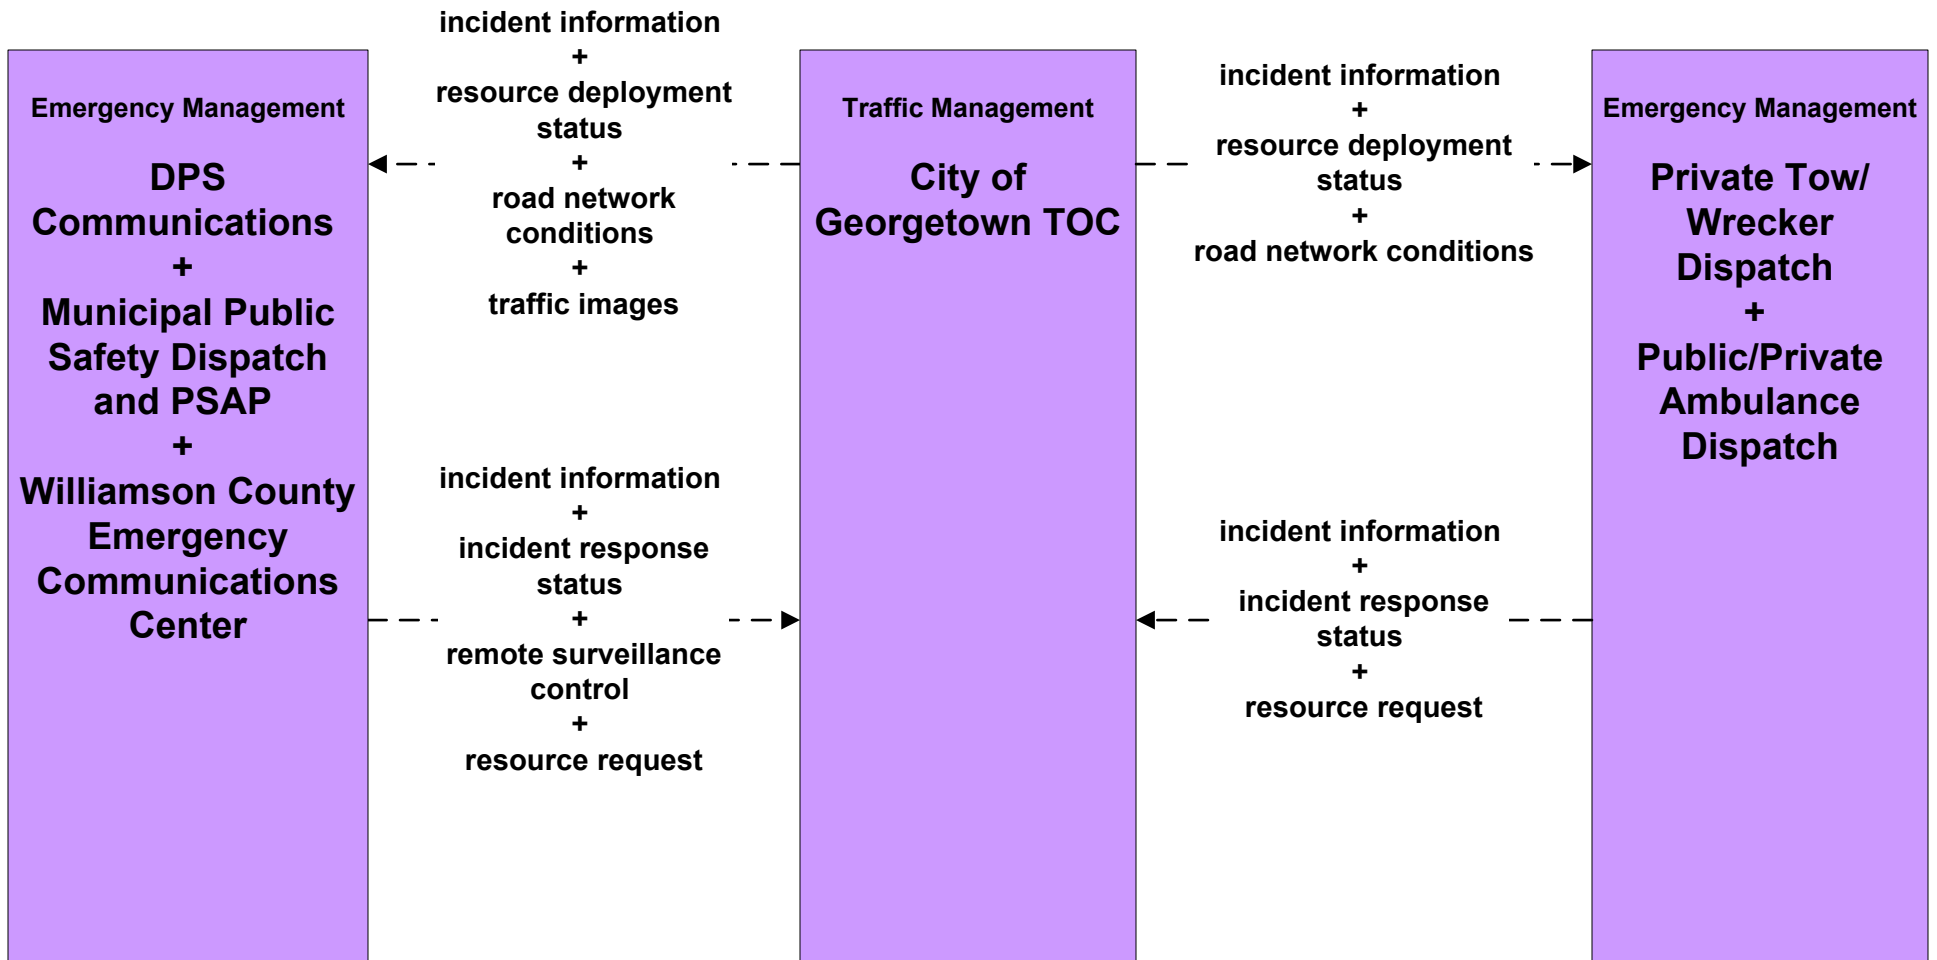 Emergency Management
DPS
Communications
+
Municipal Public
Safety Dispatch
and PSAP
+
Williamson County
Emergency
Communications
Center
incident information
+
resource deployment
status
+
road network
conditions
+
traffic images
incident information
+
incident response
status
+
remote surveillance
control
+
resource request
Traffic Management
City of
Georgetown TOC
incident information
+
resource deployment
status
+
road network conditions
incident information
+
incident response
status
+
resource request
Emergency Management
Private Tow/
Wrecker
Dispatch
+
Public/Private
Ambulance
Dispatch